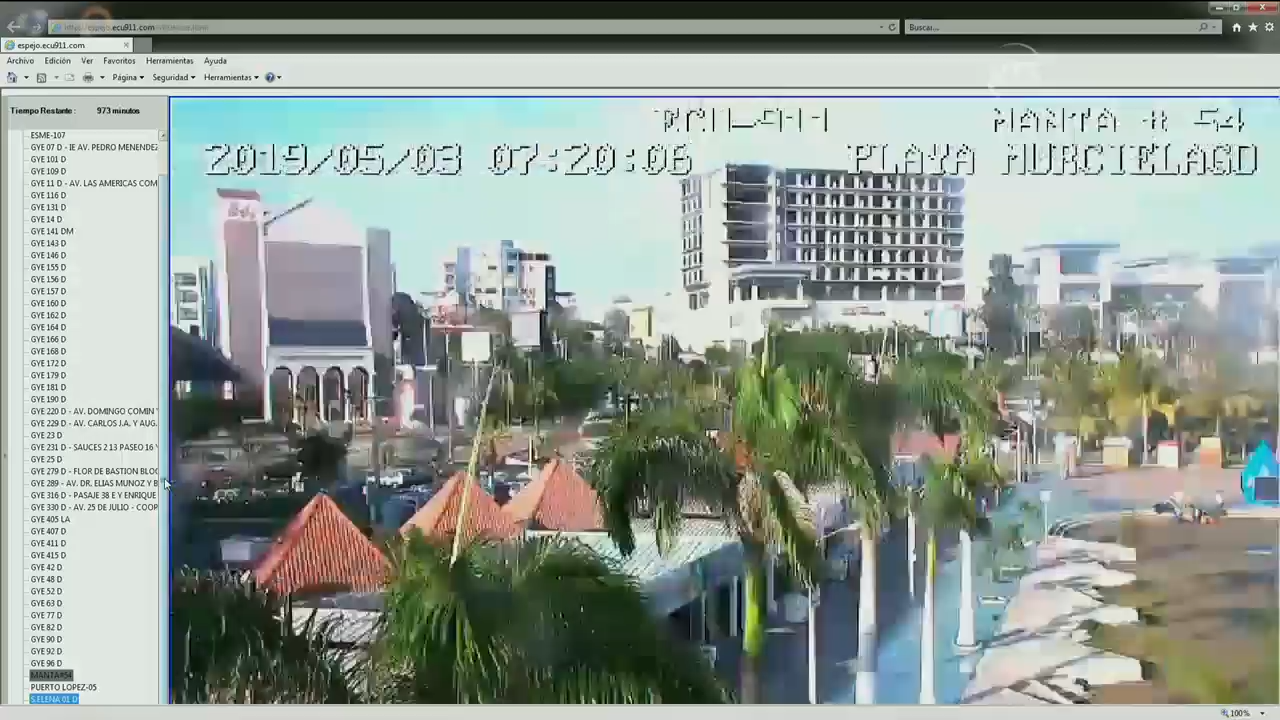 espejo.ecu911.com
Buscar...
espejo.ecu911.com
Archivo Edición Ver Favoritos Herramientas Ayuda
Página Seguridad Herramientas
Tiempo Restante : 973 minutos
ESME-107
GYE 07 D - IE AV. PEDRO MENENDEZ
GYE 101 D
GYE 109 D
GYE 11 D - AV. LAS AMERICAS COM
GYE 116 D
GYE 131 D
GYE 14 D
GYE 141 DM
GYE 143 D
GYE 146 D
GYE 155 D
GYE 156 D
GYE 157 D
GYE 160 D
GYE 162 D
GYE 164 D
GYE 166 D
GYE 168 D
GYE 172 D
GYE 179 D
GYE 181 D
GYE 190 D
GYE 220 D - AV. DOMINGO COMIN
GYE 229 D - AV. CARLOS J.A. Y AUG.
GYE 23 D
GYE 231 D - SAUCES 2 13 PASEO 16
GYE 25 D
GYE 279 D - FLOR DE BASTION BLOC
GYE 289 - AV. DR. ELIAS MUNOZ Y B
GYE 316 D - PASAJE 38 E Y ENRIQUE
GYE 330 D - AV. 25 DE JULIO - COOP
GYE 405 LA
GYE 407 D
GYE 411 D
GYE 415 D
GYE 42 D
GYE 48 D
GYE 52 D
GYE 63 D
GYE 77 D
GYE 82 D
GYE 90 D
GYE 92 D
GYE 96 D
MANTA#54
PUERTO LOPEZ-05
S.ELENA 01 D
ECU-911 MANTA # 54
2019/05/03 07:20:06 PLAYA MURCIELAGO
100%